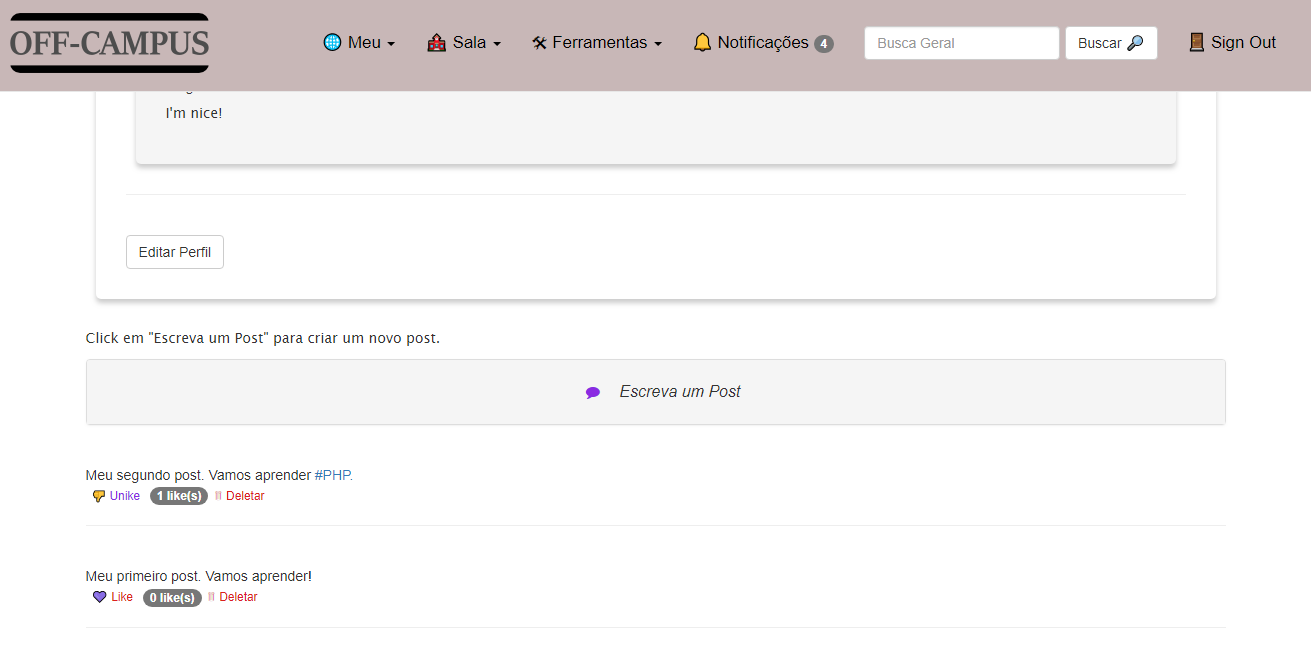 OFF-CAMPUS
Meu
Sala
Ferramentas
Notificações 4
Busca Geral
Buscar
Sign Out
I'm nice!
Editar Perfil
Click em "Escreva um Post" para criar um novo post.
Escreva um Post
Meu segundo post. Vamos aprender #PHP.
Unike 1 like(s) Deletar
Meu primeiro post. Vamos aprender!
Like 0 like(s) Deletar